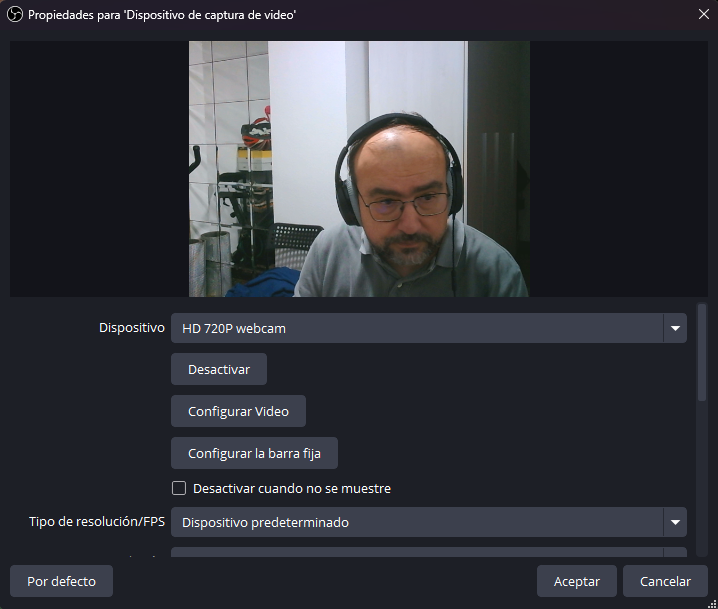 Propiedades para 'Dispositivo de captura de video'
Dispositivo HD 720P webcam
Desactivar
Configurar Video
Configurar la barra fija
Desactivar cuando no se muestre
Tipo de resolución/FPS Dispositivo predeterminado
Por defecto Aceptar Cancelar